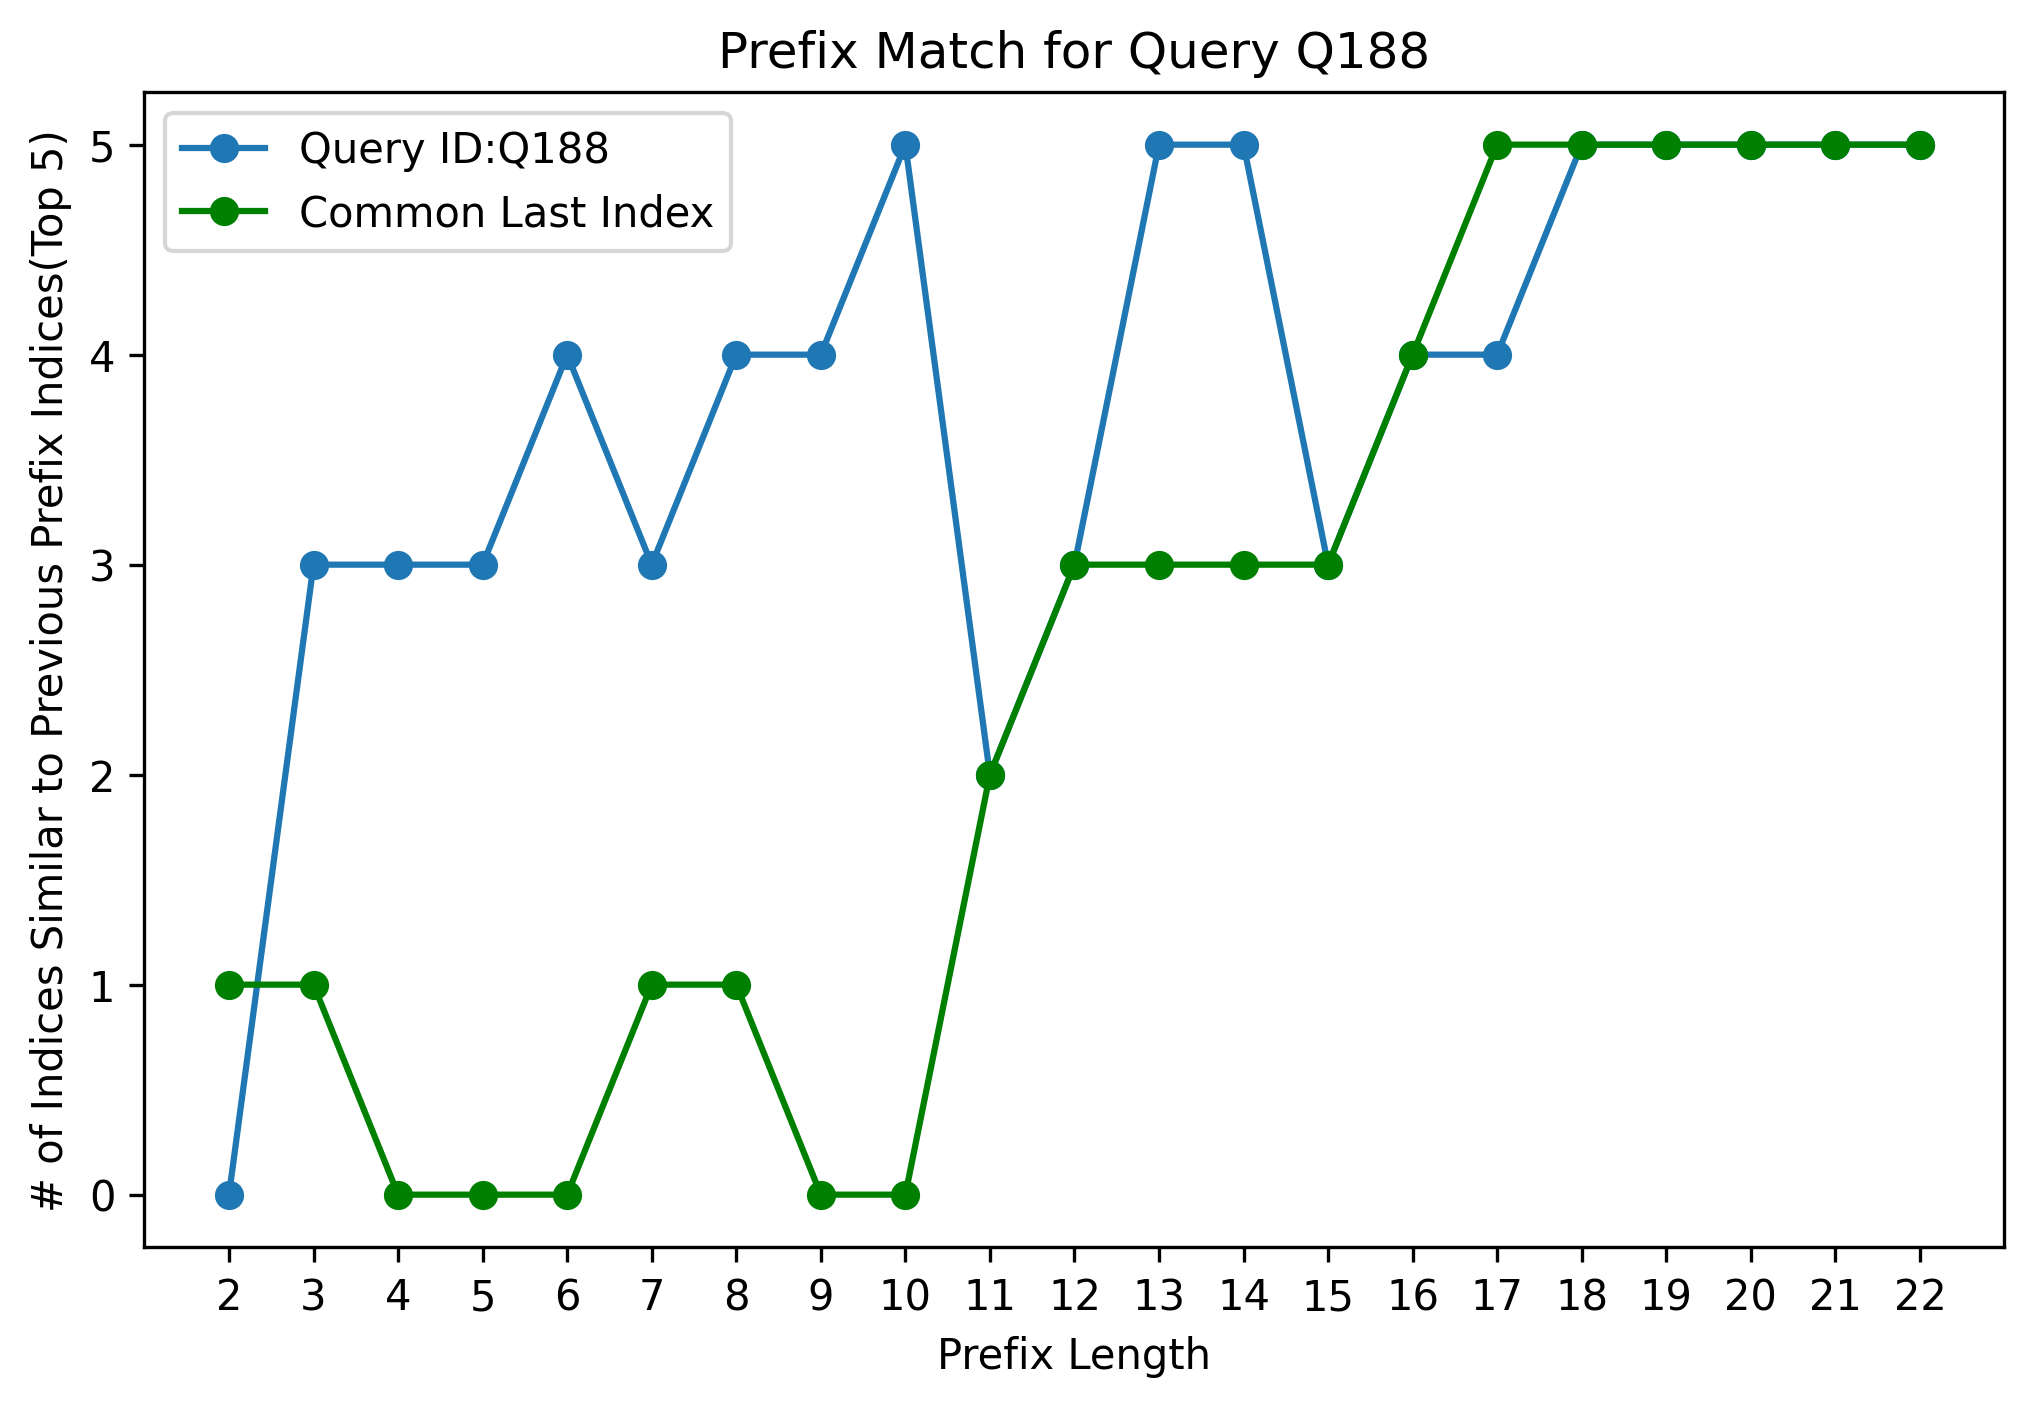 Prefix Match for Query Q188
Query ID:Q188
Common Last Index
# of Indices Similar to Previous Prefix Indices(Top 5)
5
4
3
2
1
0
2 3 4 5 6 7 8 9 10 11 12 13 14 15 16 17 18 19 20 21 22
Prefix Length